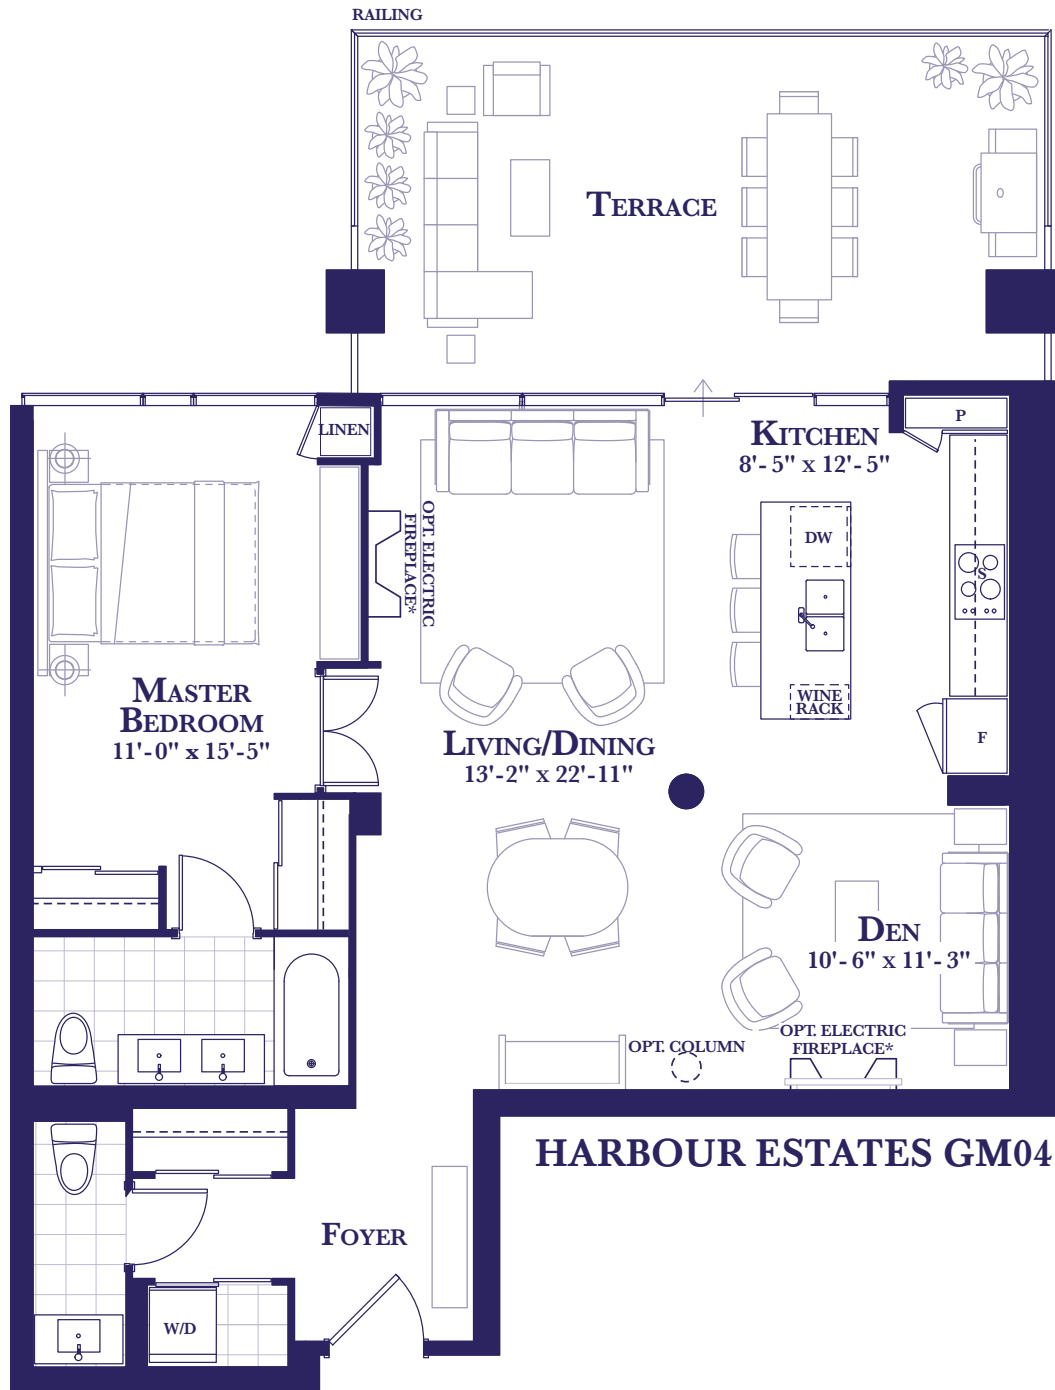 RAILING
TERRACE
LINEN
P
KITCHEN
8'-5" x 12'-5"
OPT. ELECTRIC
FIREPLACE*
DW
S
WINE
RACK
F
MASTER
BEDROOM
11'-0" x 15'-5"
LIVING/DINING
13'-2" x 22'-11"
DEN
10'-6" x 11'-3"
OPT. ELECTRIC
FIREPLACE*
OPT. COLUMN
HARBOUR ESTATES GM04
FOYER
W/D